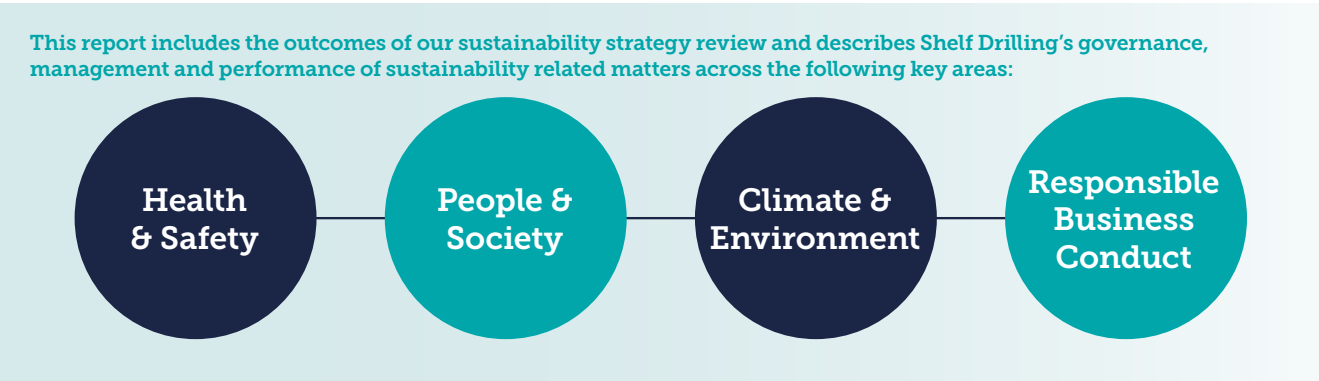 This report includes the outcomes of our sustainability strategy review and describes Shelf Drilling's governance,
management and performance of sustainability related matters across the following key areas:
Health
& Safety
People &
Society
Climate &
Environment
Responsible
Business
Conduct